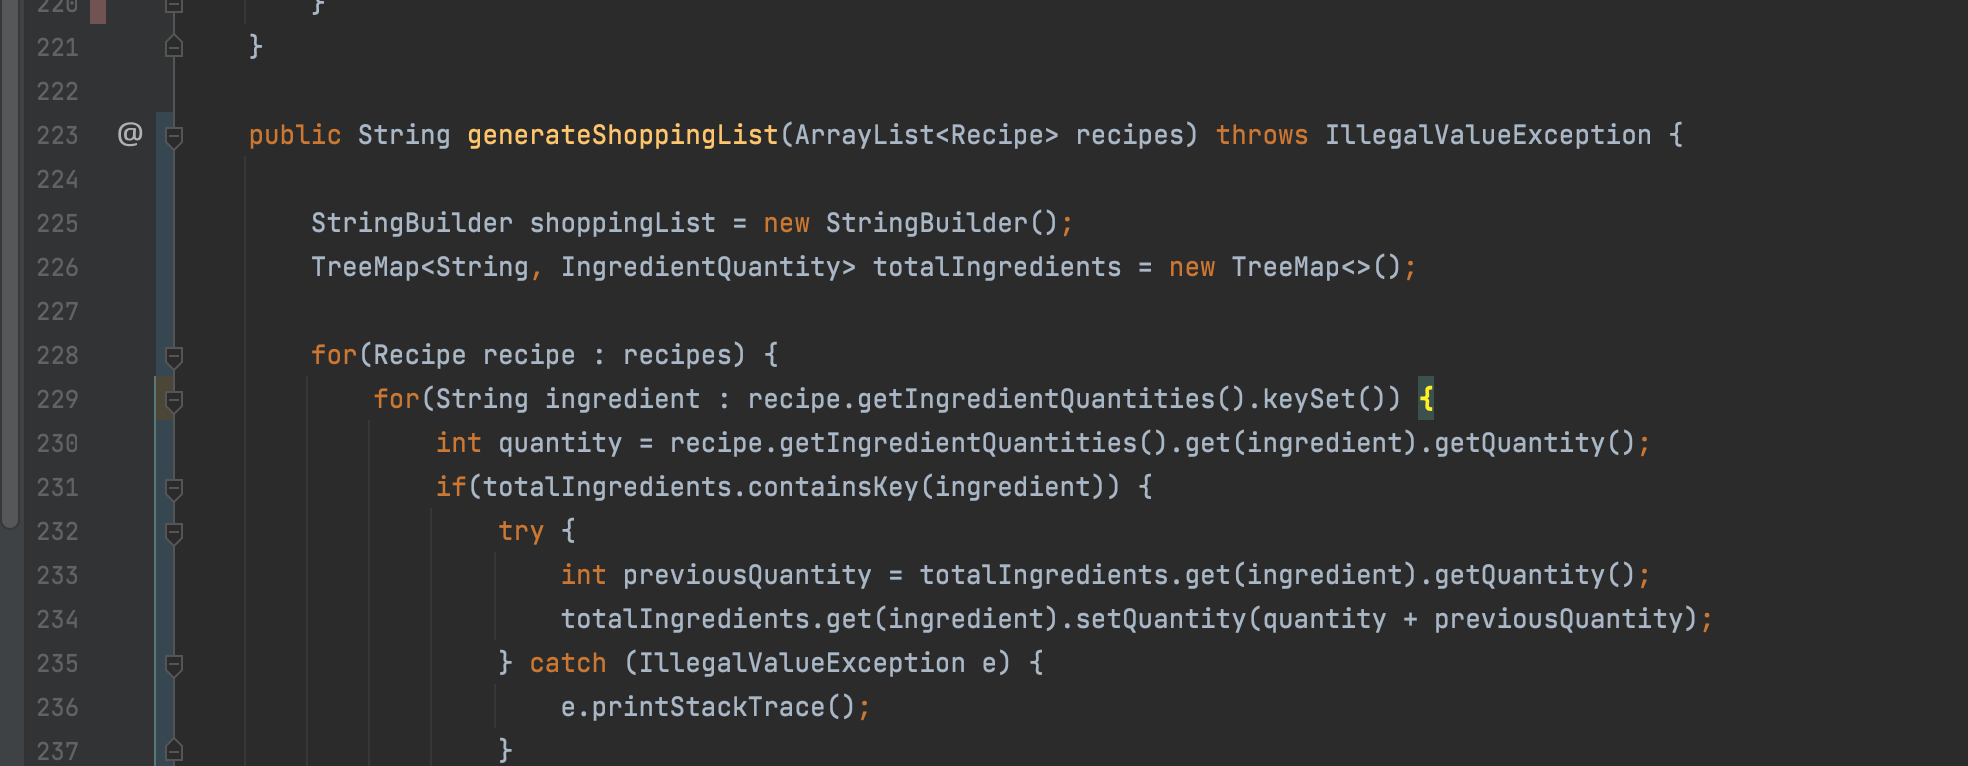 220 }
221 }
222
223 @ public String generateShoppingList(ArrayList<Recipe> recipes) throws IllegalValueException {
224
225 StringBuilder shoppingList = new StringBuilder();
226 TreeMap<String, IngredientQuantity> totalIngredients = new TreeMap<>();
227
228 for(Recipe recipe : recipes) {
229 for(String ingredient : recipe.getIngredientQuantities().keySet()) {
230 int quantity = recipe.getIngredientQuantities().get(ingredient).getQuantity();
231 if(totalIngredients.containsKey(ingredient)) {
232 try {
233 int previousQuantity = totalIngredients.get(ingredient).getQuantity();
234 totalIngredients.get(ingredient).setQuantity(quantity + previousQuantity);
235 } catch (IllegalValueException e) {
236 e.printStackTrace();
237 }